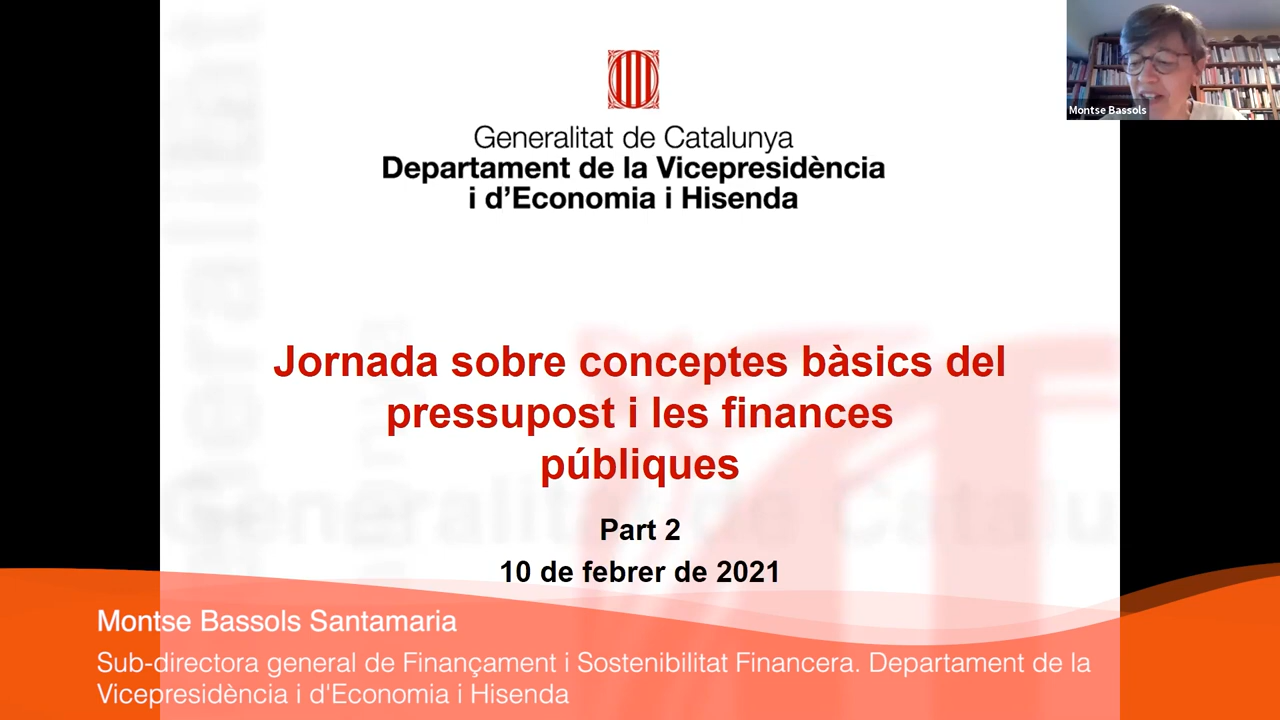 Generalitat de Catalunya
Departament de la Vicepresidència
i d'Economia i Hisenda
Montse Bassols
Jornada sobre conceptes bàsics del
pressupost i les finances
públiques
Part 2
10 de febrer de 2021
Montse Bassols Santamaria
Sub-directora general de Finançament i Sostenibilitat Financera. Departament de la
Vicepresidència i d'Economia i Hisenda